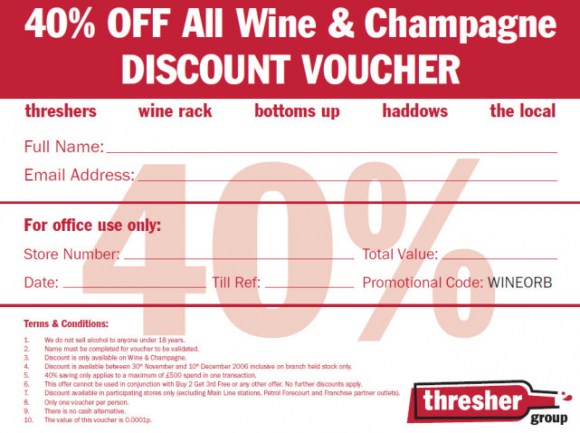 40% OFF All Wine & Champagne
DISCOUNT VOUCHER
threshers wine rack bottoms up haddows the local
Full Name:
Email Address:
40%
For office use only:
Store Number: Total Value:
Date: Till Ref: Promotional Code: WINEORB
Terms & Conditions:
1. We do not sell alcohol to anyone under 18 years.
2. Name must be completed for voucher to be validated.
3. Discount is only available on Wine & Champagne.
4. Discount is available between 30th November and 10th December 2006 inclusive on branch held stock only.
5. 40% saving only applies to a maximum of £500 spend in one transaction.
6. This offer cannot be used in conjunction with Buy 2 Get 3rd Free or any other offer. No further discounts apply.
7. Discount available in participating stores only (excluding Main Line stations, Petrol Forecourt and Franchise partner outlets).
8. Only one voucher per person.
9. There is no cash alternative.
10. The value of this voucher is 0.0001p.
thresher
group